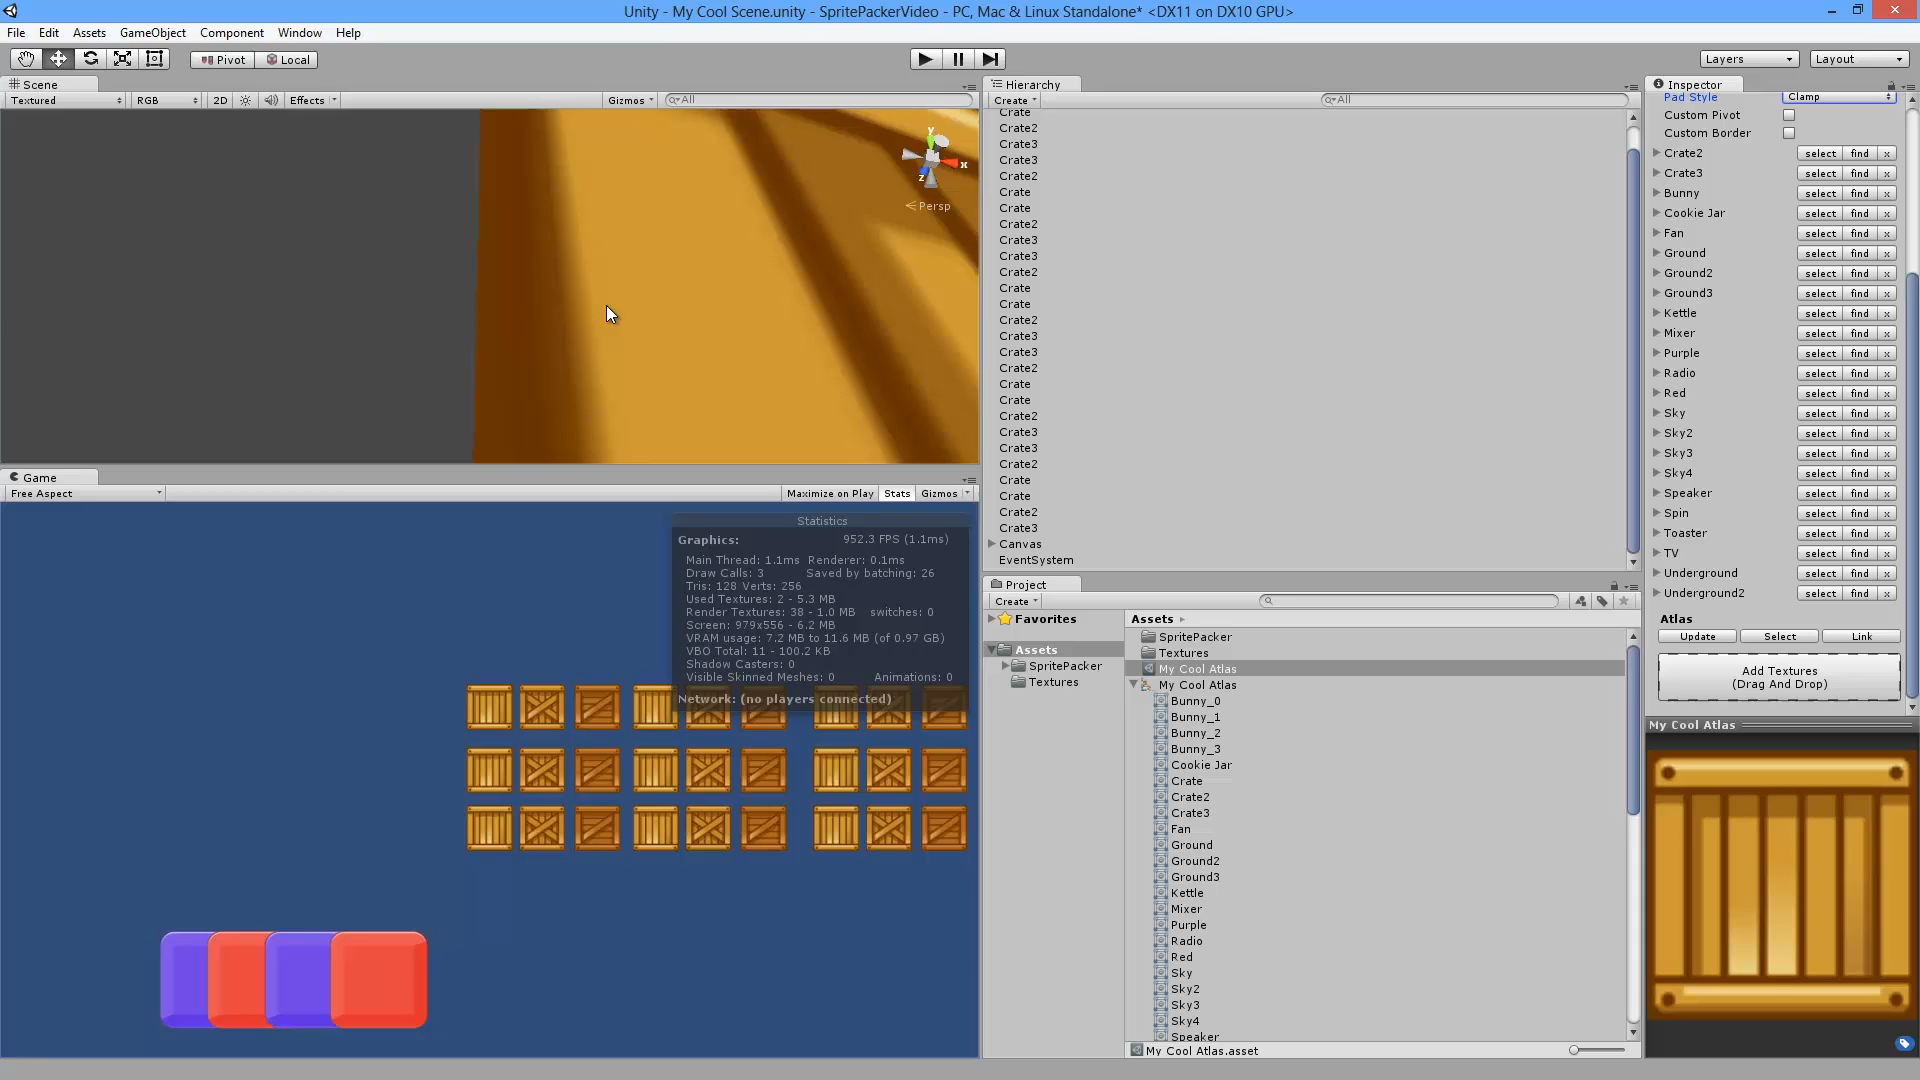 Unity - My Cool Scene.unity - SpritePackerVideo - PC, Mac & Linux Standalone* <DX11 on DX10 GPU>
File Edit Assets GameObject Component Window Help
Pivot Local Layers Layout
Scene
Textured RGB 2D Effects Gizmos All
y
x
z
Persp
Game
Free Aspect Maximize on Play Stats Gizmos
Statistics
Graphics: 952.3 FPS (1.1ms)
Main Thread: 1.1ms Renderer: 0.1ms
Draw Calls: 3 Saved by batching: 26
Tris: 128 Verts: 256
Used Textures: 2 - 5.3 MB
Render Textures: 38 - 1.0 MB switches: 0
Screen: 979x556 - 6.2 MB
VRAM usage: 7.2 MB to 11.6 MB (of 0.97 GB)
VBO Total: 11 - 100.2 KB
Shadow Casters: 0
Visible Skinned Meshes: 0 Animations: 0
Network: (no players connected)
Hierarchy
Create All
Crate
Crate2
Crate3
Crate3
Crate2
Crate
Crate
Crate2
Crate3
Crate3
Crate2
Crate
Crate
Crate2
Crate3
Crate3
Crate2
Crate
Crate
Crate2
Crate3
Crate3
Crate2
Crate
Crate
Crate2
Crate3
Canvas
EventSystem
Project
Create
Favorites
Assets
SpritePacker
Textures
Assets
SpritePacker
Textures
My Cool Atlas
My Cool Atlas
Bunny_0
Bunny_1
Bunny_2
Bunny_3
Cookie Jar
Crate
Crate2
Crate3
Fan
Ground
Ground2
Ground3
Kettle
Mixer
Purple
Radio
Red
Sky
Sky2
Sky3
Sky4
Speaker
My Cool Atlas.asset
Inspector
Pad Style Clamp
Custom Pivot
Custom Border
Crate2 select find x
Crate3 select find x
Bunny select find x
Cookie Jar select find x
Fan select find x
Ground select find x
Ground2 select find x
Ground3 select find x
Kettle select find x
Mixer select find x
Purple select find x
Radio select find x
Red select find x
Sky select find x
Sky2 select find x
Sky3 select find x
Sky4 select find x
Speaker select find x
Spin select find x
Toaster select find x
TV select find x
Underground select find x
Underground2 select find x
Atlas
Update Select Link
Add Textures
(Drag And Drop)
My Cool Atlas